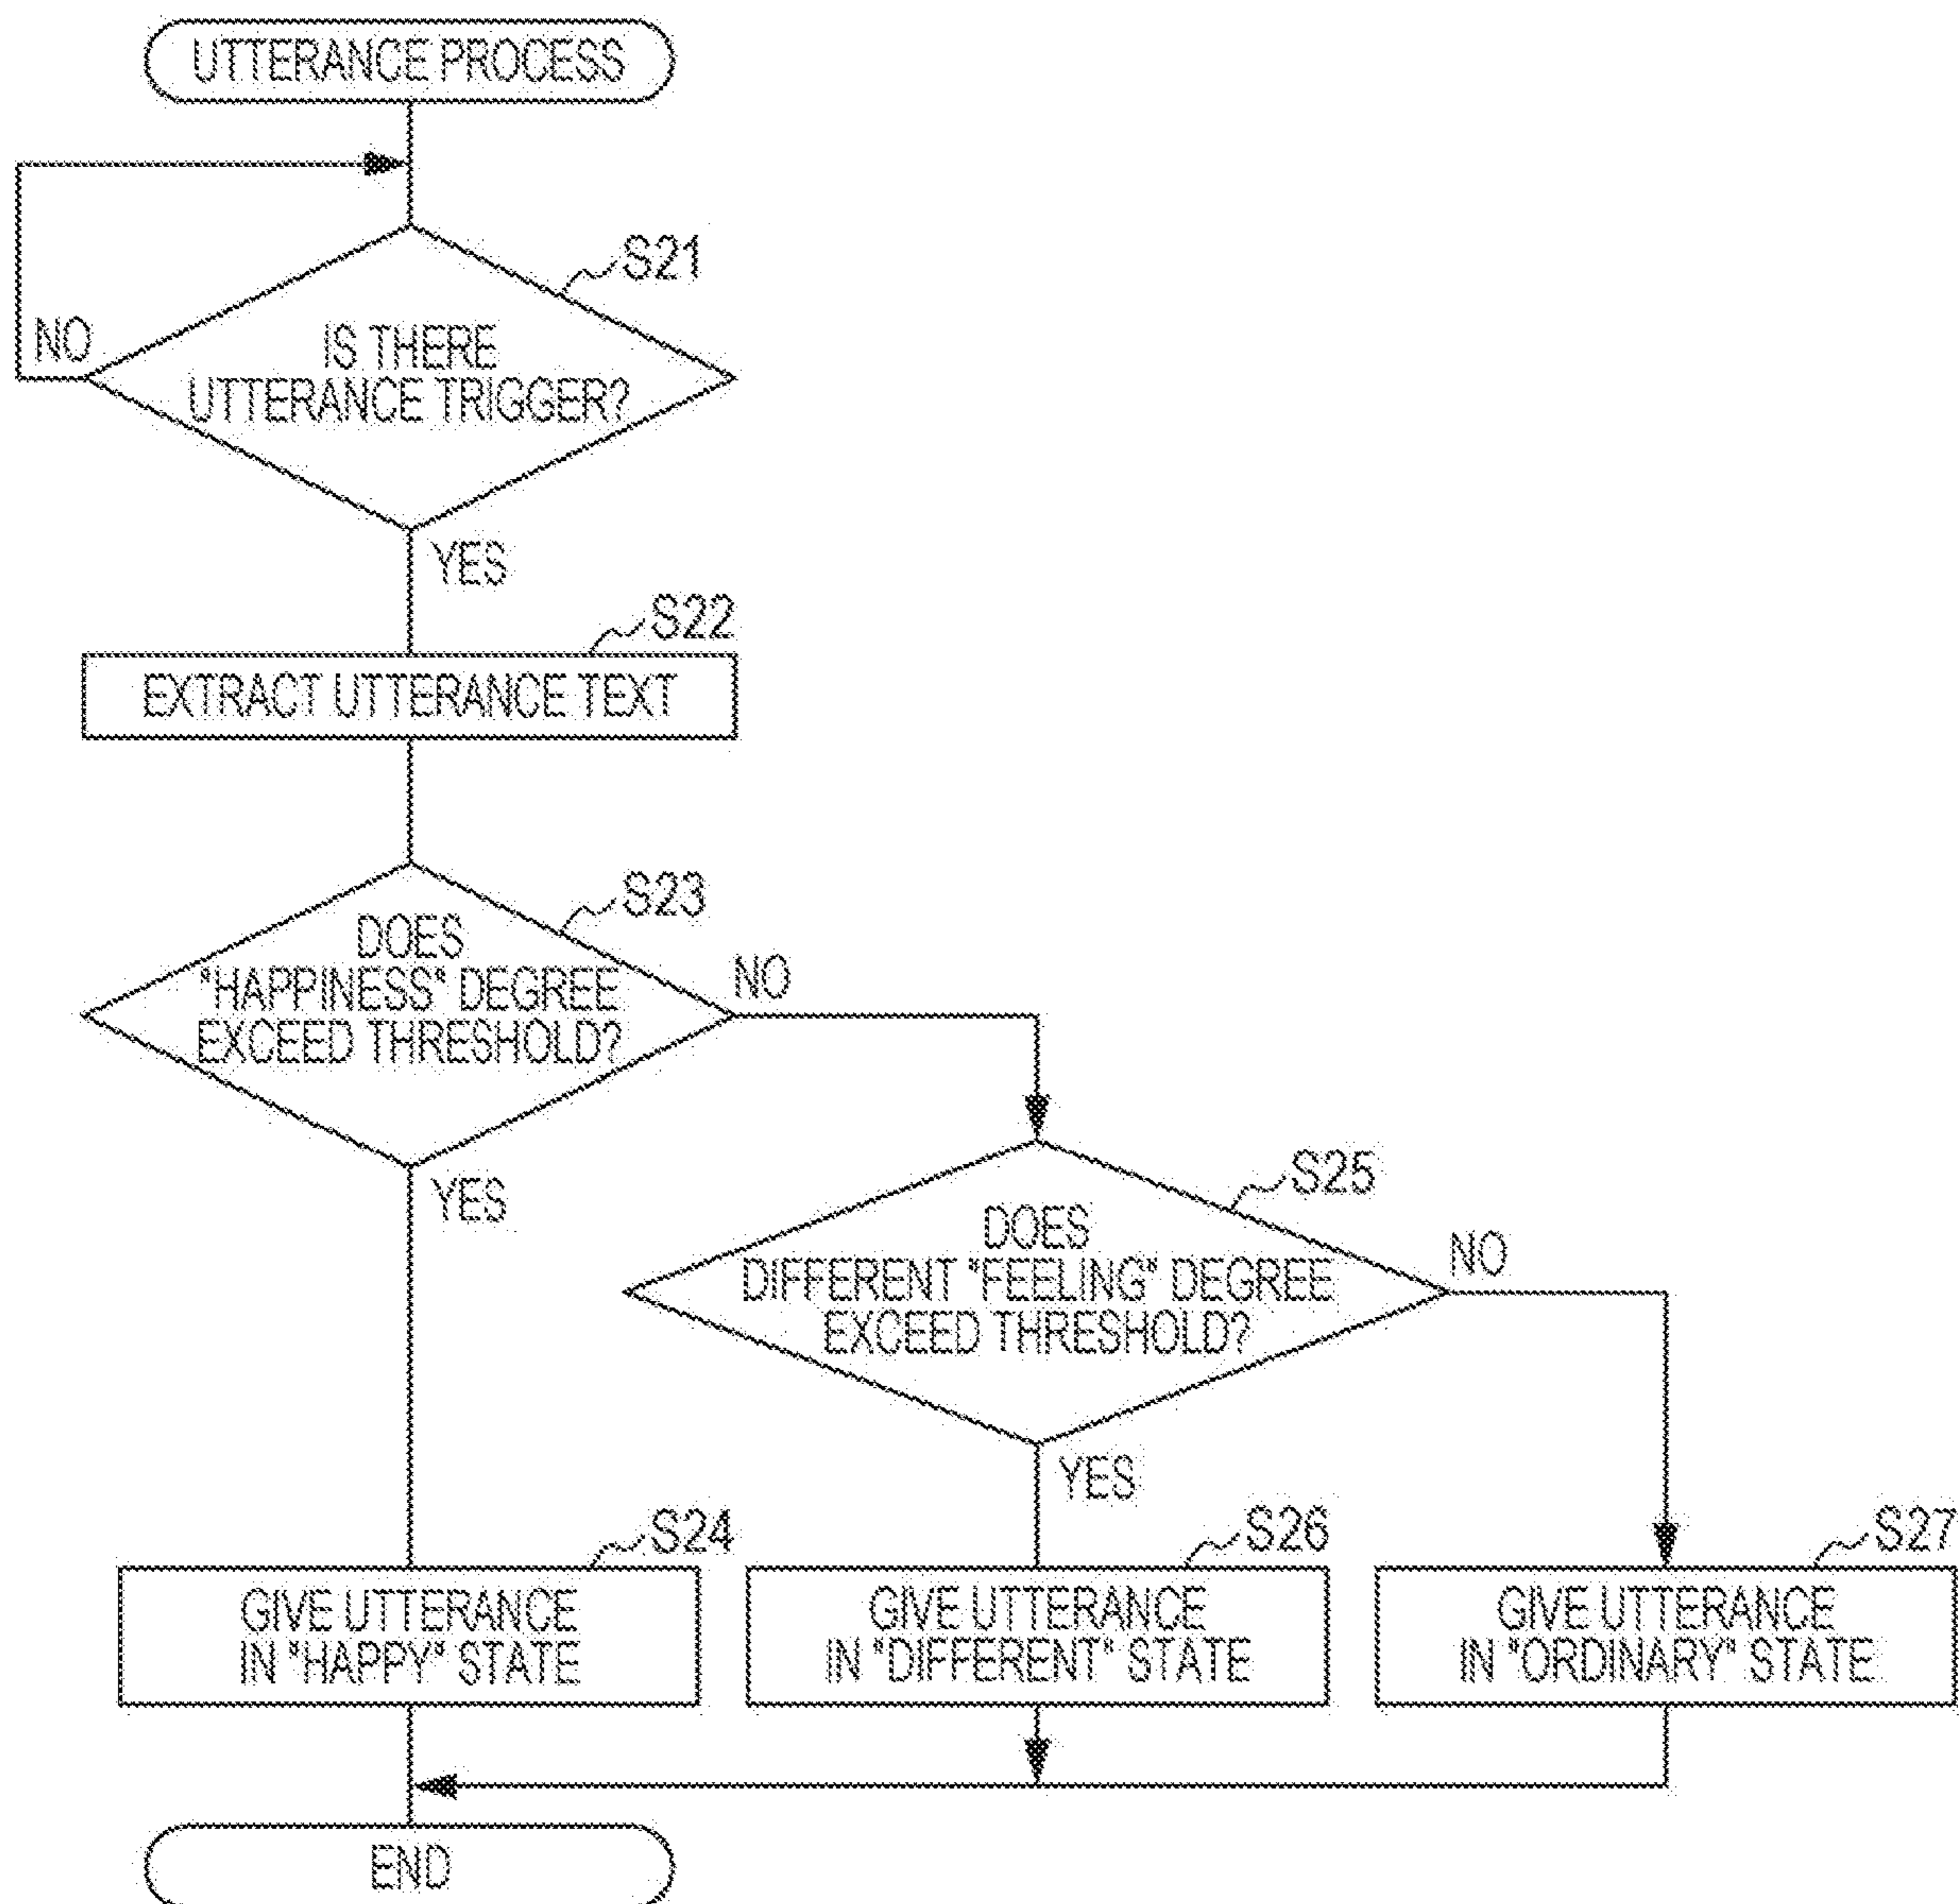 UTTERANCE PROCESS
S21
NO
IS THERE
UTTERANCE TRIGGER?
YES
S22
EXTRACT UTTERANCE TEXT
S23
DOES
"HAPPINESS" DEGREE
EXCEED THRESHOLD?
NO
YES
S25
DOES
DIFFERENT "FEELING" DEGREE
EXCEED THRESHOLD?
NO
YES
S24
GIVE UTTERANCE
IN "HAPPY" STATE
S26
GIVE UTTERANCE
IN "DIFFERENT" STATE
S27
GIVE UTTERANCE
IN "ORDINARY" STATE
END